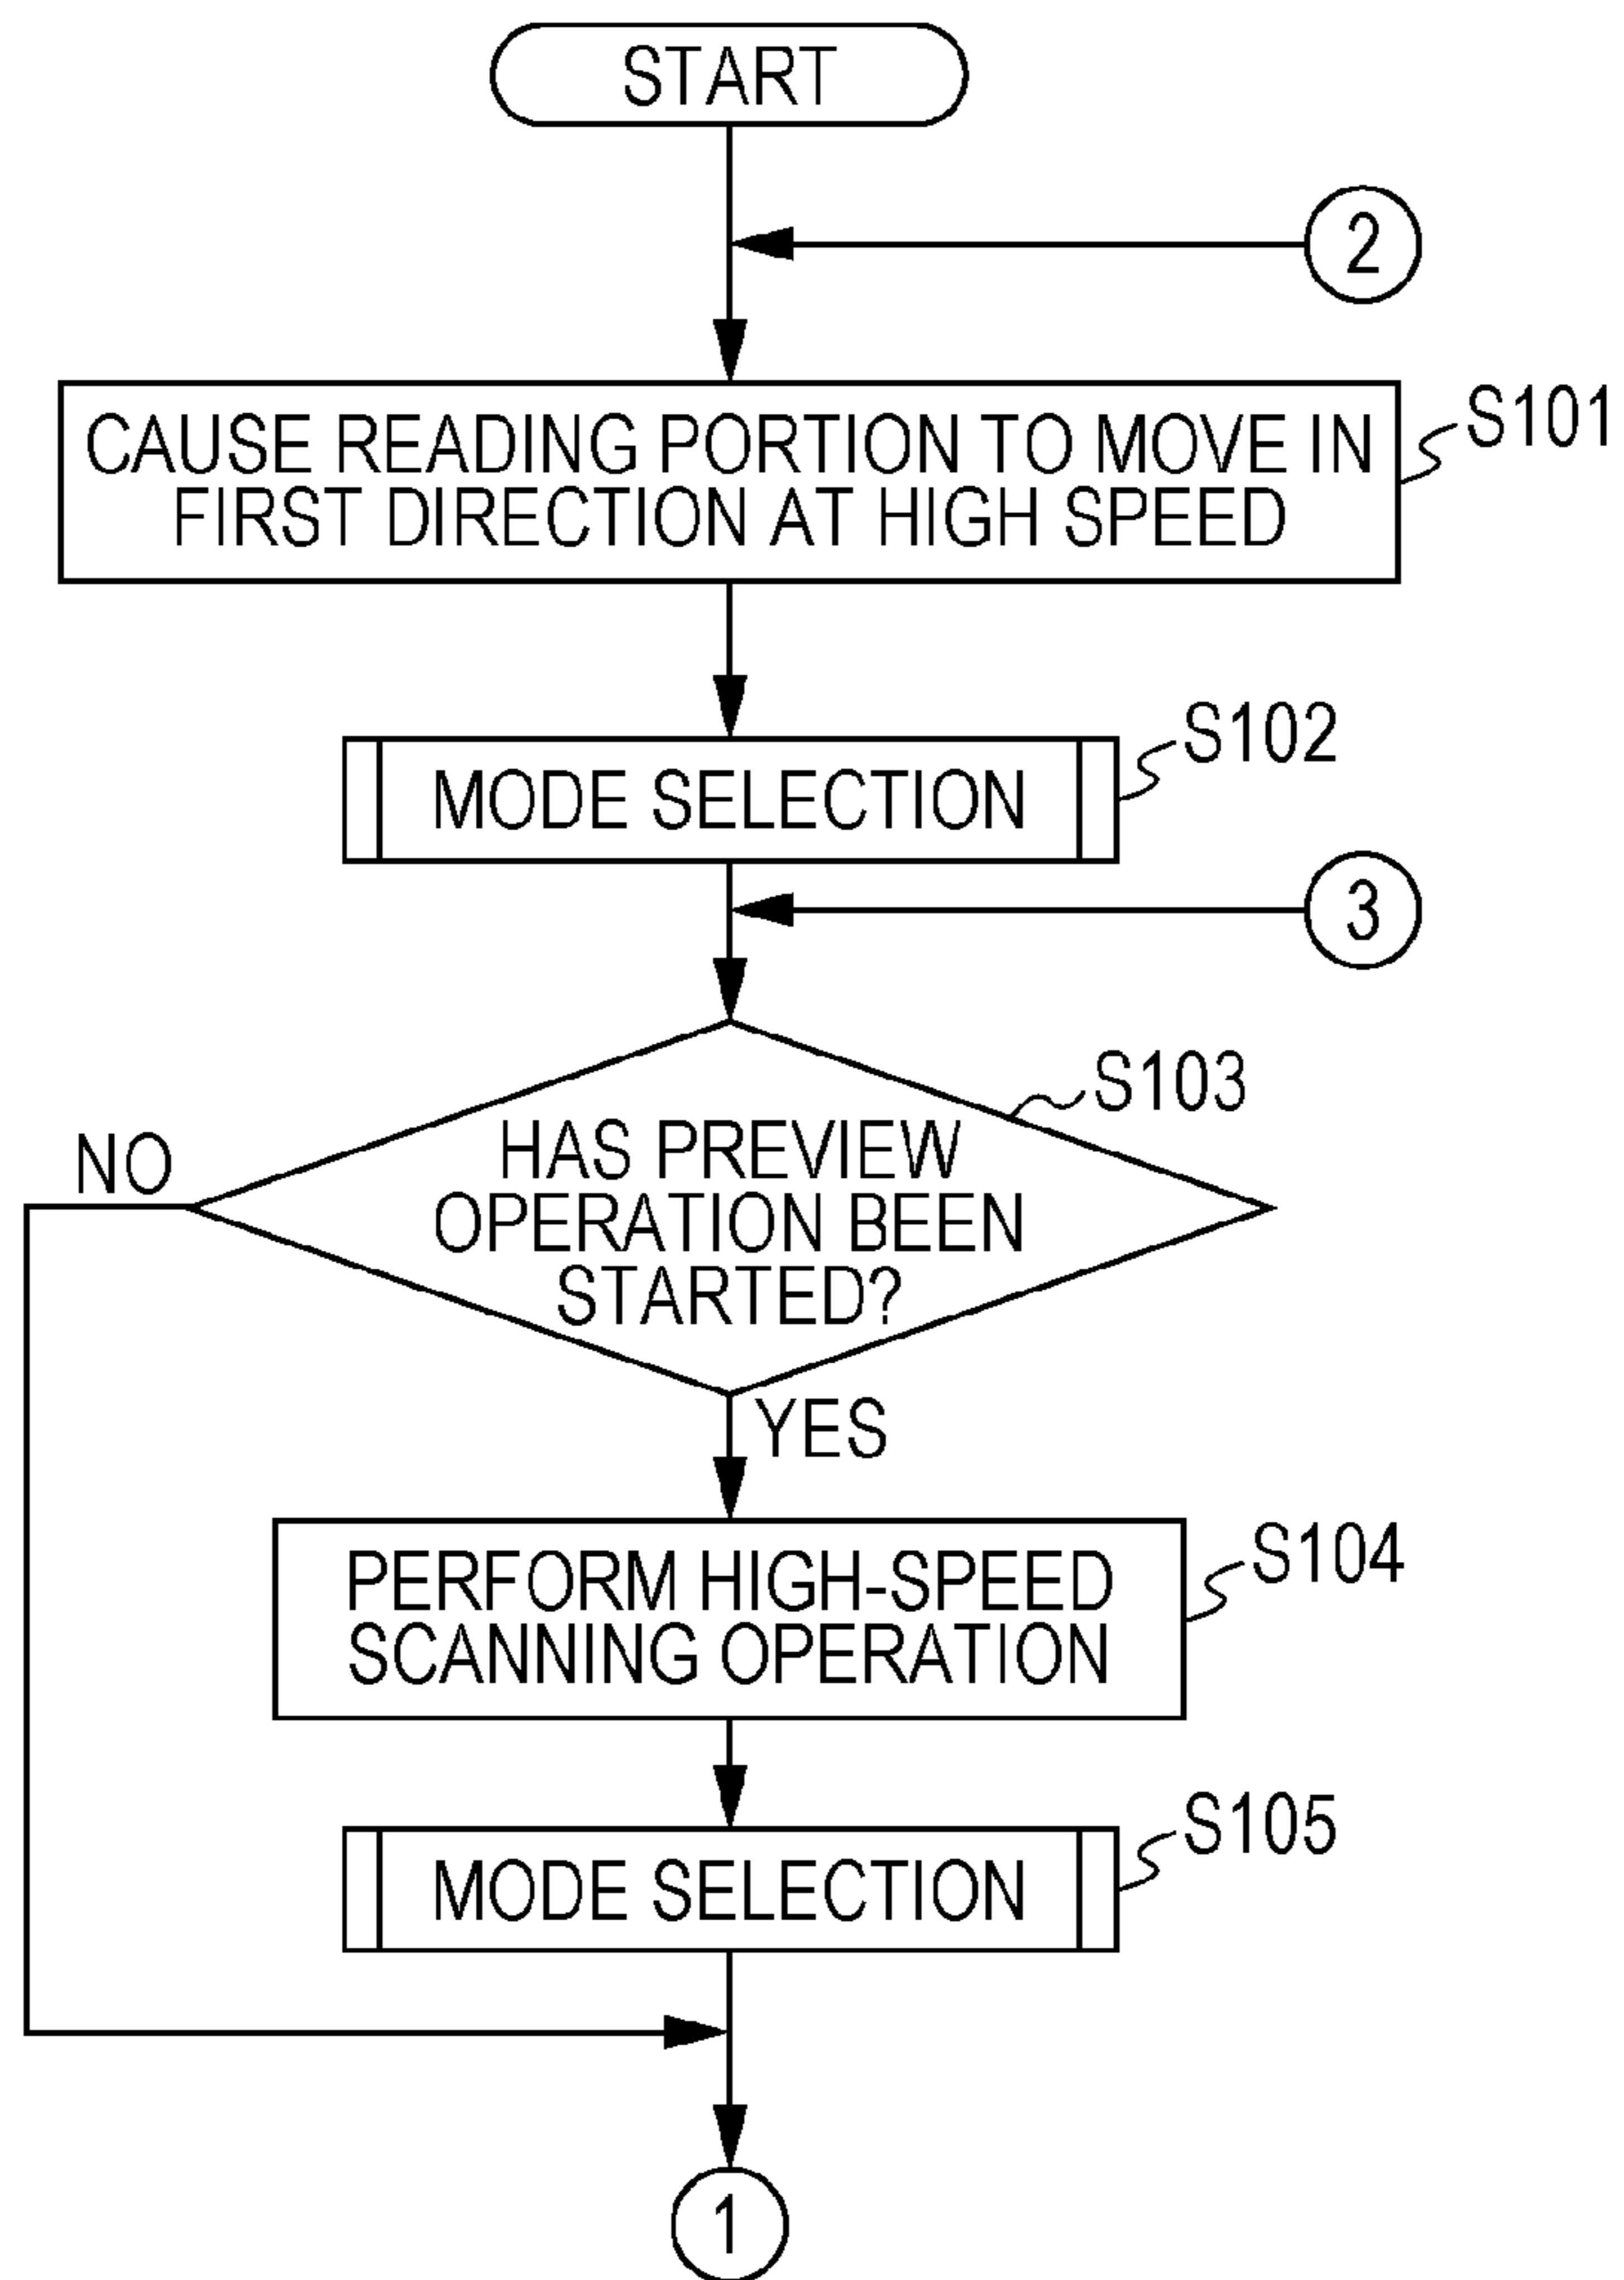 START
2
CAUSE READING PORTION TO MOVE IN
FIRST DIRECTION AT HIGH SPEED
S101
MODE SELECTION
S102
3
HAS PREVIEW
OPERATION BEEN
STARTED?
S103
NO
YES
PERFORM HIGH-SPEED
SCANNING OPERATION
S104
MODE SELECTION
S105
1